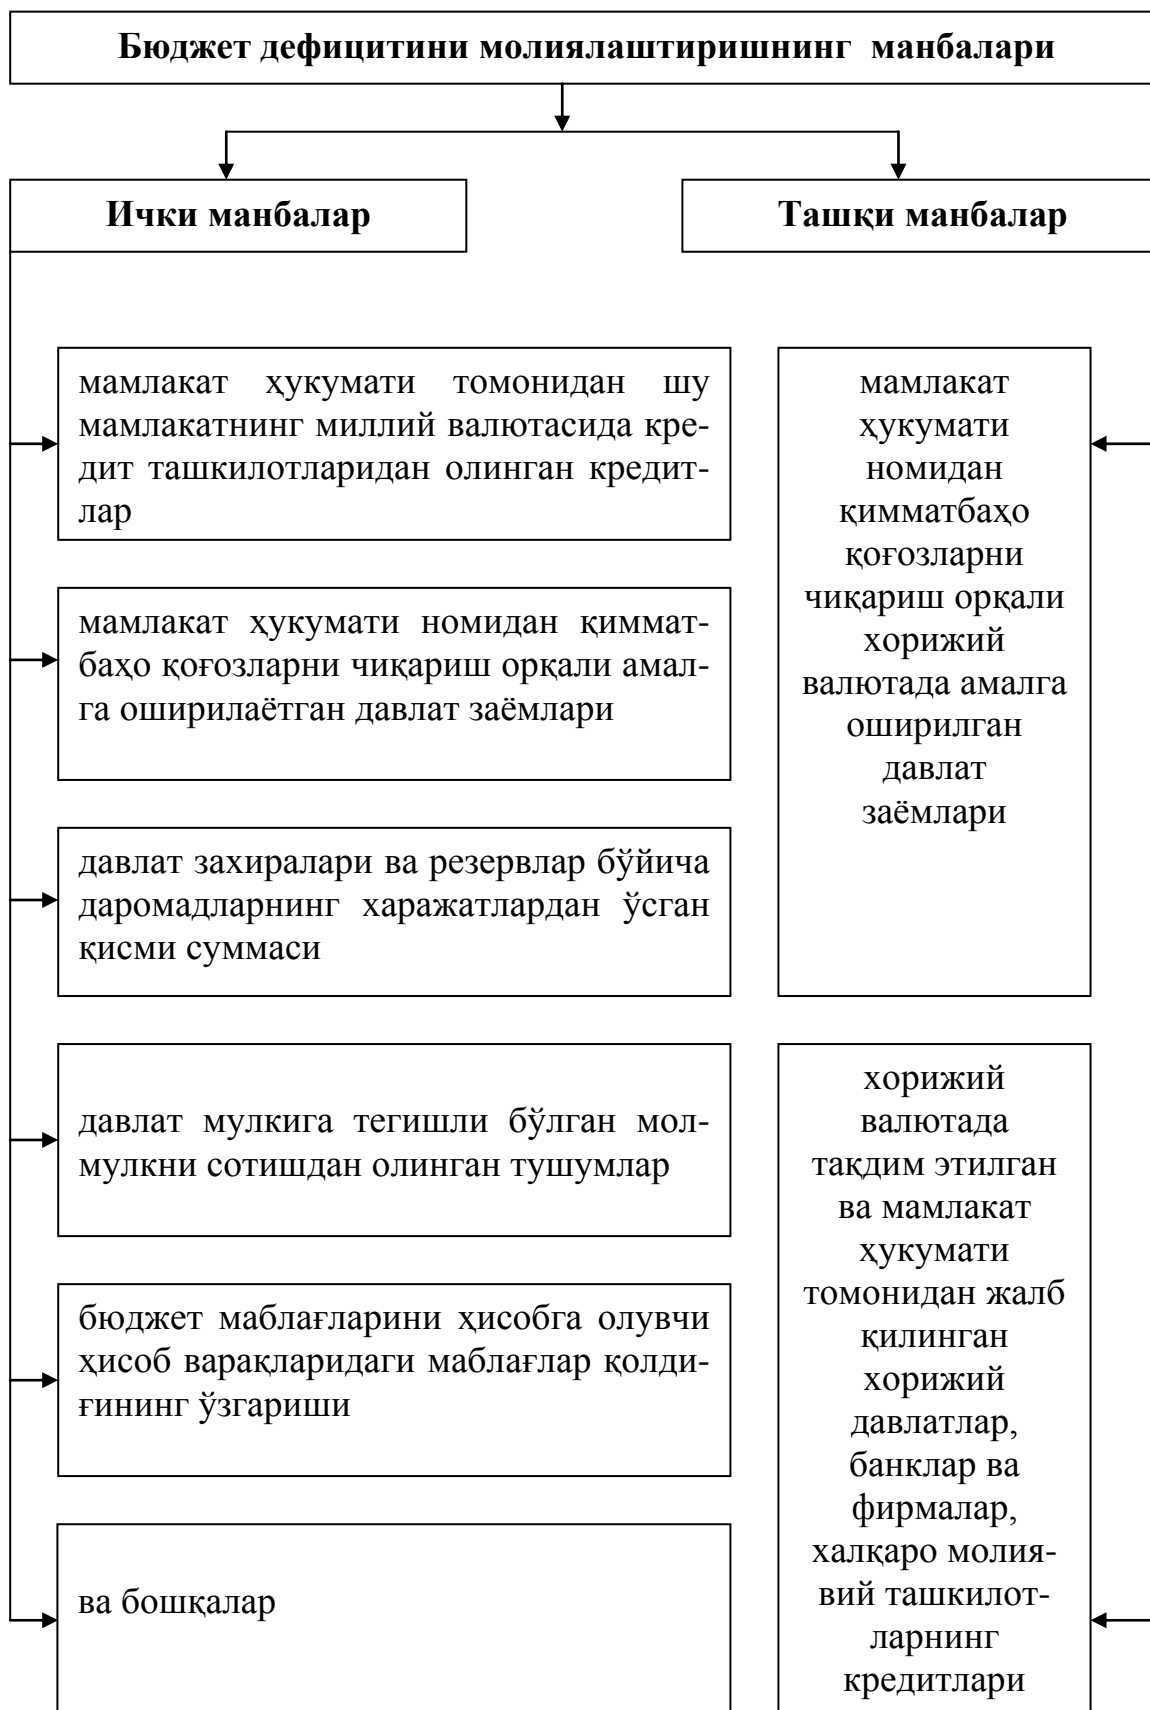 Бюджет дефицитини молиялаштиришнинг манбалари
Ички манбалар
Ташқи манбалар
мамлакат ҳукумати томонидан шу
мамлакатнинг миллий валютасида кре-
дит ташкилотларидан олинган кредит-
лар
мамлакат ҳукумати номидан қиммат-
баҳо қоғозларни чиқариш орқали амал-
га оширилаётган давлат заёмлари
давлат захиралари ва резервлар бўйича
даромадларнинг харажатлардан ўсган
қисми суммаси
давлат мулкига тегишли бўлган мол-
мулкни сотишдан олинган тушумлар
бюджет маблағларини ҳисобга олувчи
ҳисоб варақларидаги маблағлар қолди-
ғининг ўзгариши
ва бошқалар
мамлакат
ҳукумати
номидан
қимматбаҳо
қоғозларни
чиқариш орқали
хорижий
валютада амалга
оширилган
давлат
заёмлари
хорижий
валютада
тақдим этилган
ва мамлакат
ҳукумати
томонидан жалб
қилинган
хорижий
давлатлар,
банклар ва
фирмалар,
халқаро молия-
вий ташкилот-
ларнинг
кредитлари